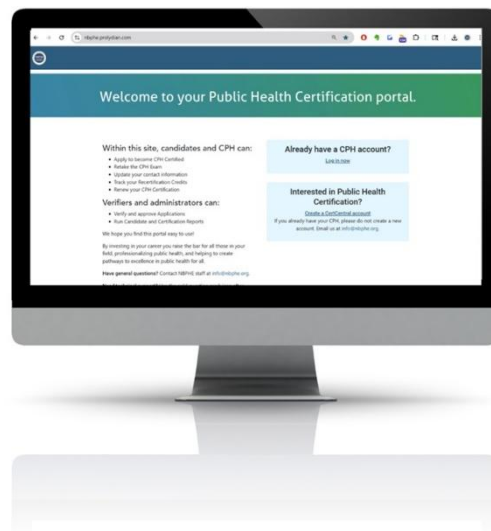 nbphe.protydian.com
Welcome to your Public Health Certification portal.
Within this site, candidates and CPH can:
• Apply to become CPH Certified
• Retake the CPH Exam
• Update your contact information
• Track your Recertification Credits
• Renew your CPH Certification
Verifiers and administrators can:
• Verify and approve Applications
• Run Candidate and Certification Reports
We hope you find this portal easy to use!
By investing in your career you raise the bar for all those in your
field, professionalizing public health, and helping to create
pathways to excellence in public health for all.
Have general questions? Contact NBPHE staff at info@nbphe.org.
Already have a CPH account?
Log in now
Interested in Public Health
Certification?
Create a CertCentral account
If you already have your CPH, please do not create a new
account. Email us at info@nbphe.org